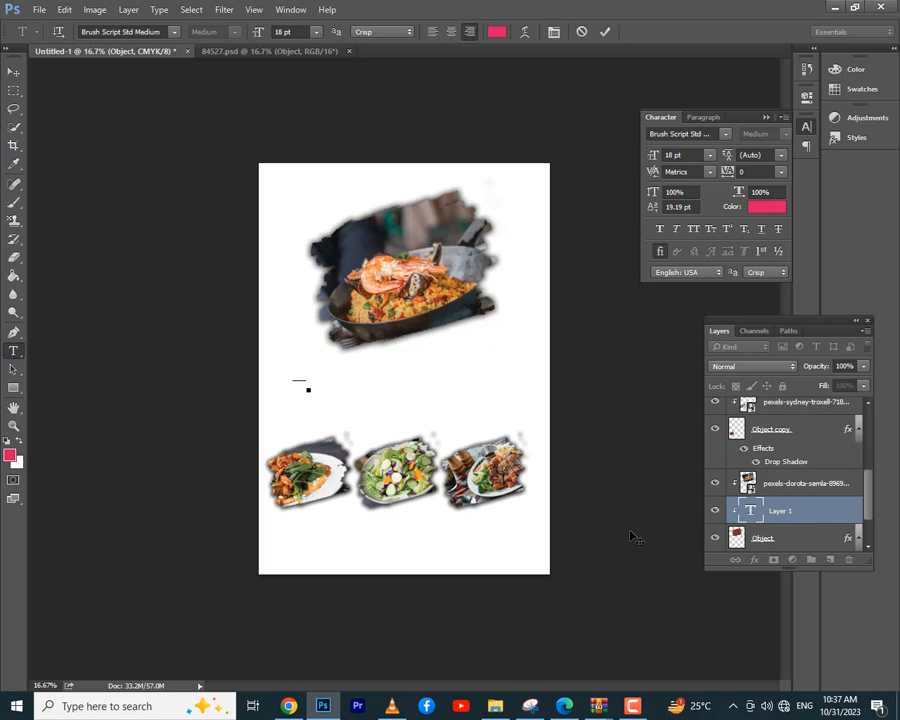 Ps File Edit Image Layer Type Select Filter View Window Help
Brush Script Std Medium Medium 18 pt Crisp Essentials
Untitled-1 @ 16.7% (Object, CMYK/8) * × 84527.psd @ 16.7% (Object, RGB/16*) ×
Color
Swatches
Adjustments
Styles
Character Paragraph
Brush Script Std ... Medium
18 pt (Auto)
Metrics 0
100% 100%
19.19 pt Color:
English: USA Crisp
Layers Channels Paths
Kind
Normal Opacity: 100%
Lock: Fill: 100%
pexels-sydney-troxell-718...
Object copy fx
Effects
Drop Shadow
pexels-dorota-semla-8969...
Layer 1
Object fx
16.67% Doc: 33.2M/57.0M
Type here to search
25°C
10:37 AM
10/31/2023